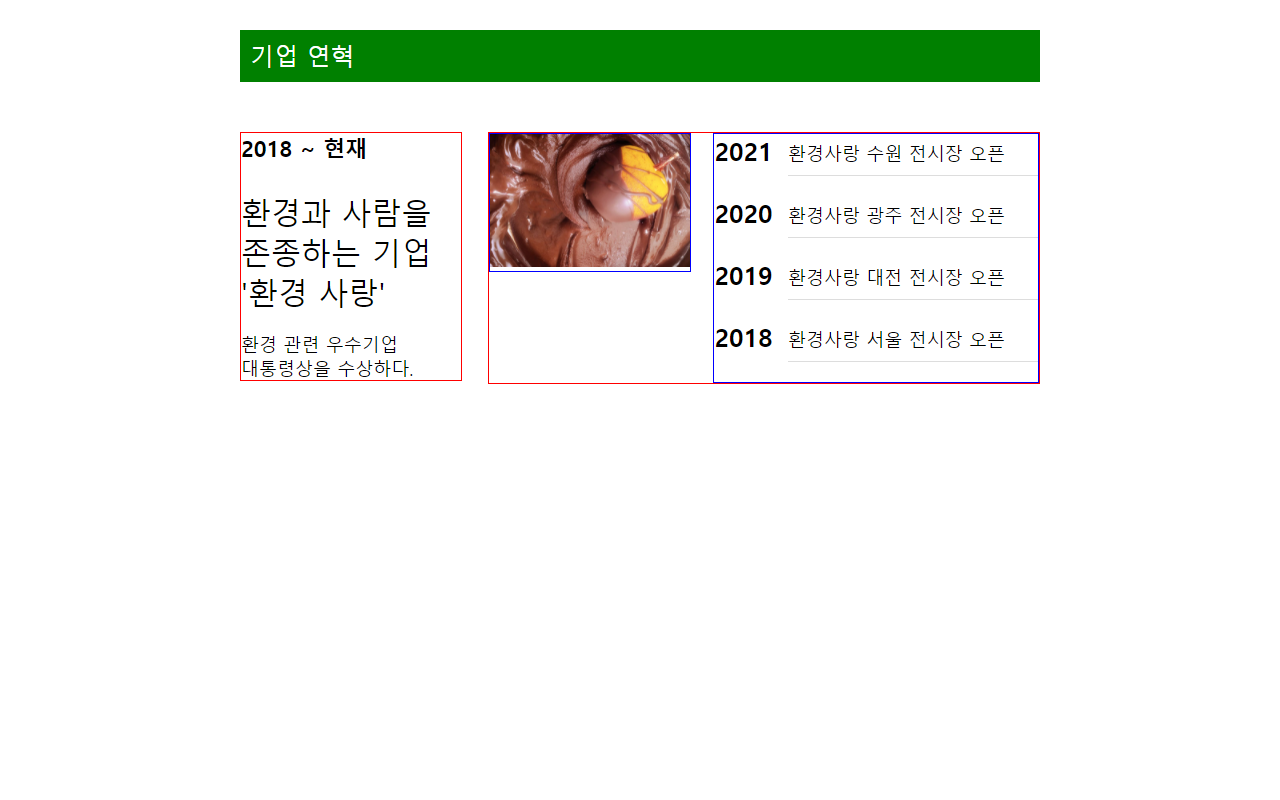 기업 연혁
2018 ~ 현재
환경과 사람을
존종하는 기업
'환경 사랑'
환경 관련 우수기업
대통령상을 수상하다.
2021 환경사랑 수원 전시장 오픈
2020 환경사랑 광주 전시장 오픈
2019 환경사랑 대전 전시장 오픈
2018 환경사랑 서울 전시장 오픈